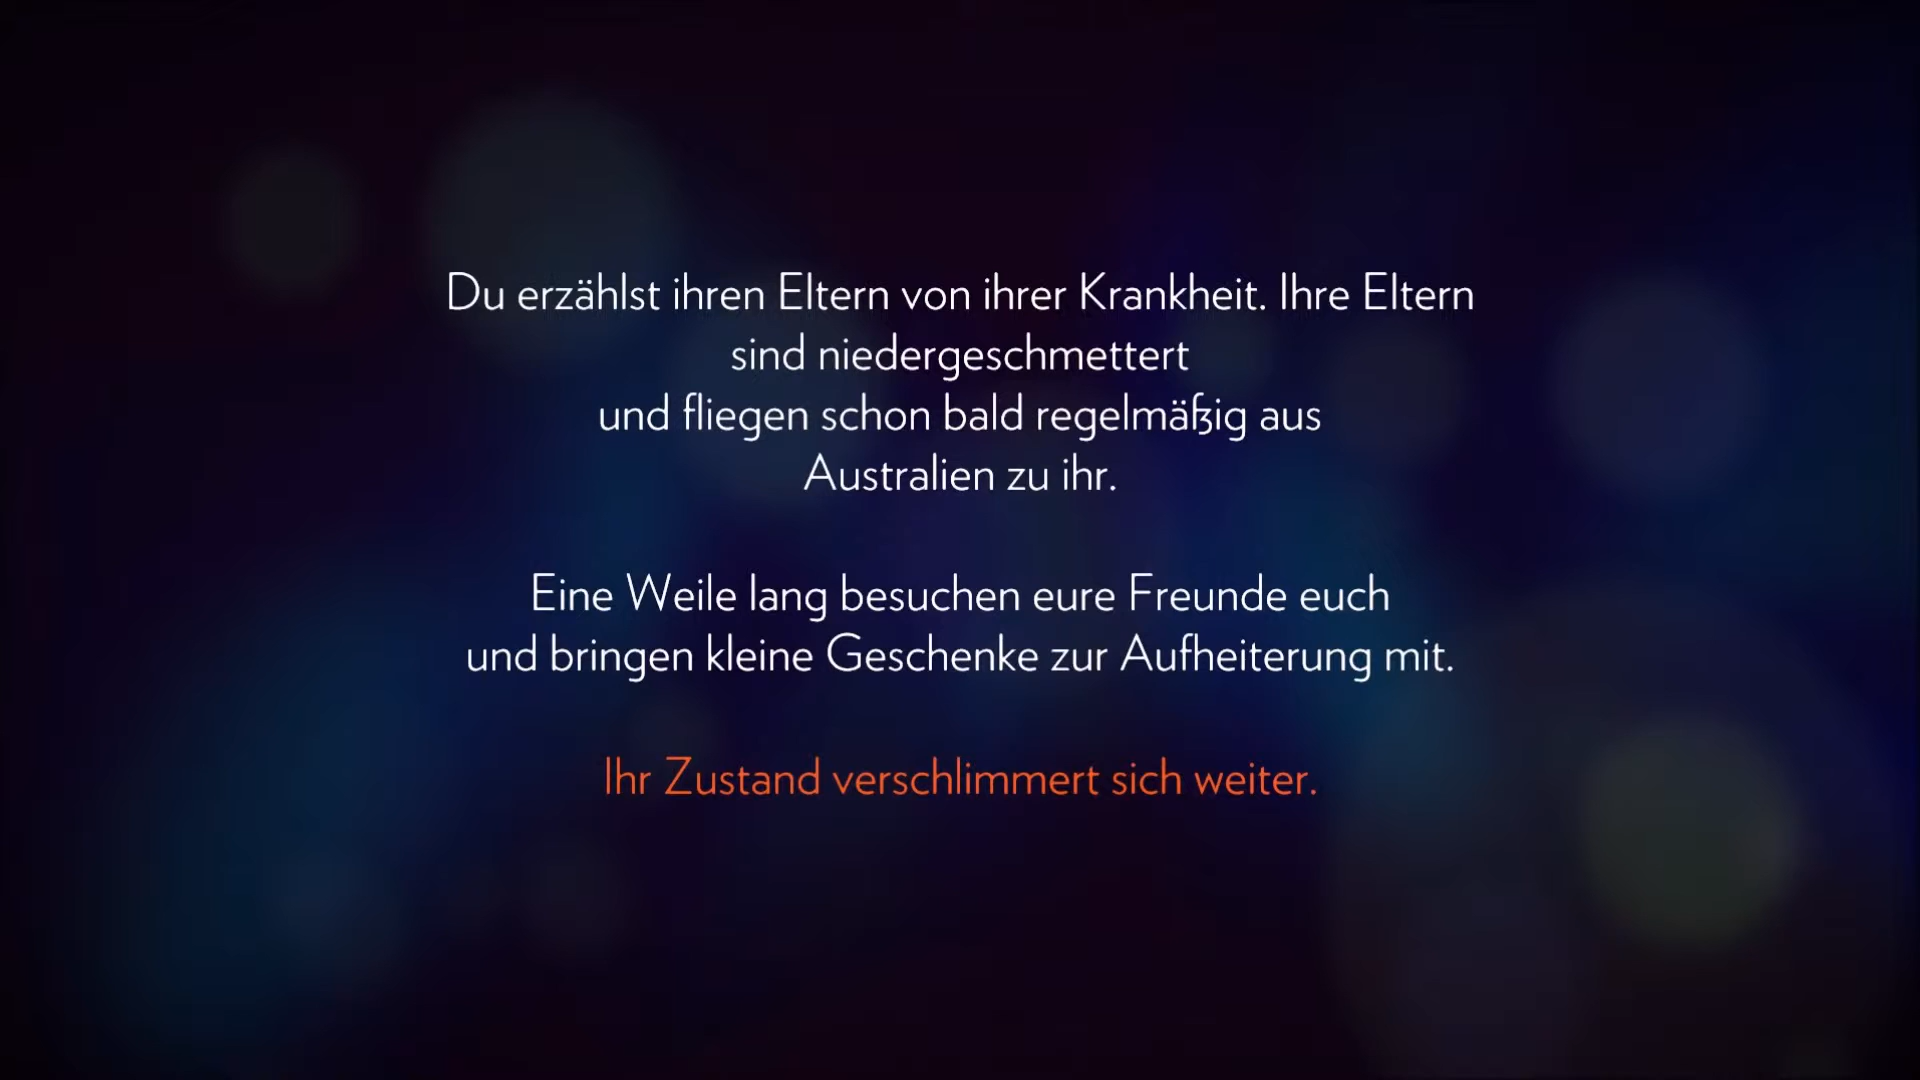 Du erzählst ihren Eltern von ihrer Krankheit. Ihre Eltern
sind niedergeschmettert
und fliegen schon bald regelmäßig aus
Australien zu ihr.
Eine Weile lang besuchen eure Freunde euch
und bringen kleine Geschenke zur Aufheiterung mit.
Ihr Zustand verschlimmert sich weiter.